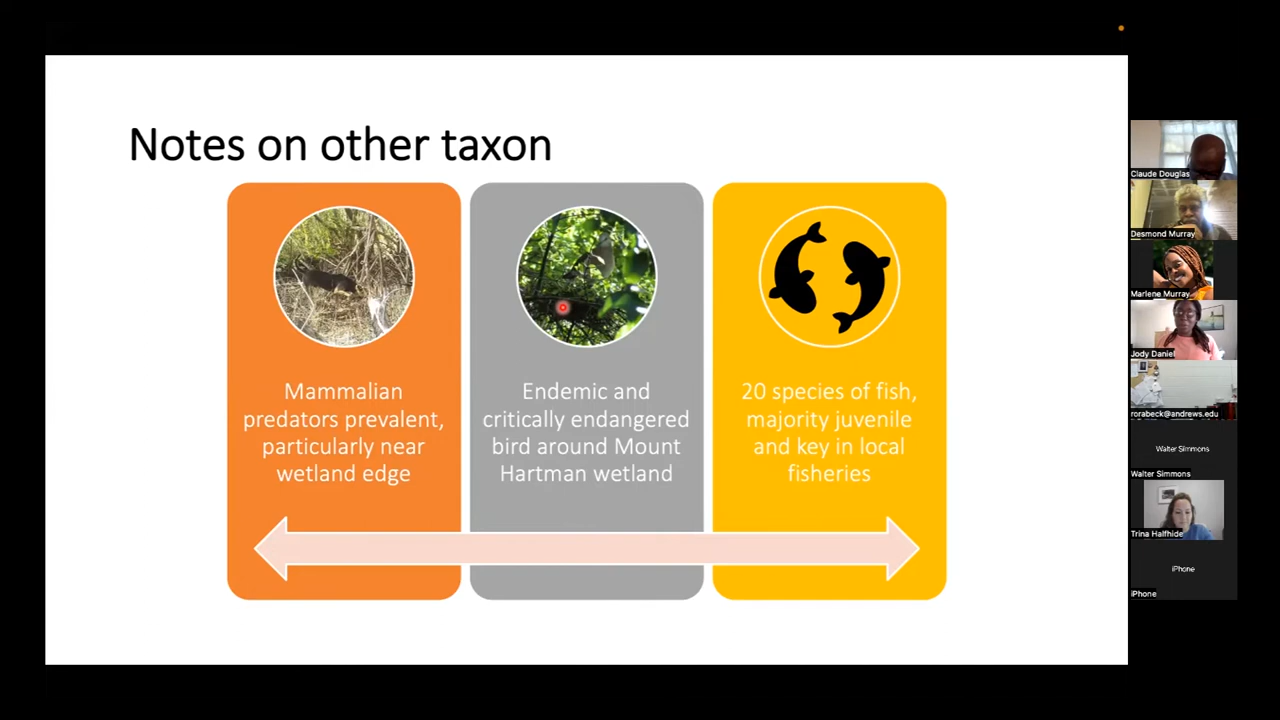 Notes on other taxon
Mammalian
predators prevalent,
particularly near
wetland edge
Endemic and
critically endangered
bird around Mount
Hartman wetland
20 species of fish,
majority juvenile
and key in local
fisheries
Claude Douglas
Desmond Murray
Marlene Murray
Jody Daniel
rorabeck@andrews.edu
Walter Simmons
Walter Simmons
Trina Halfhide
iPhone
iPhone